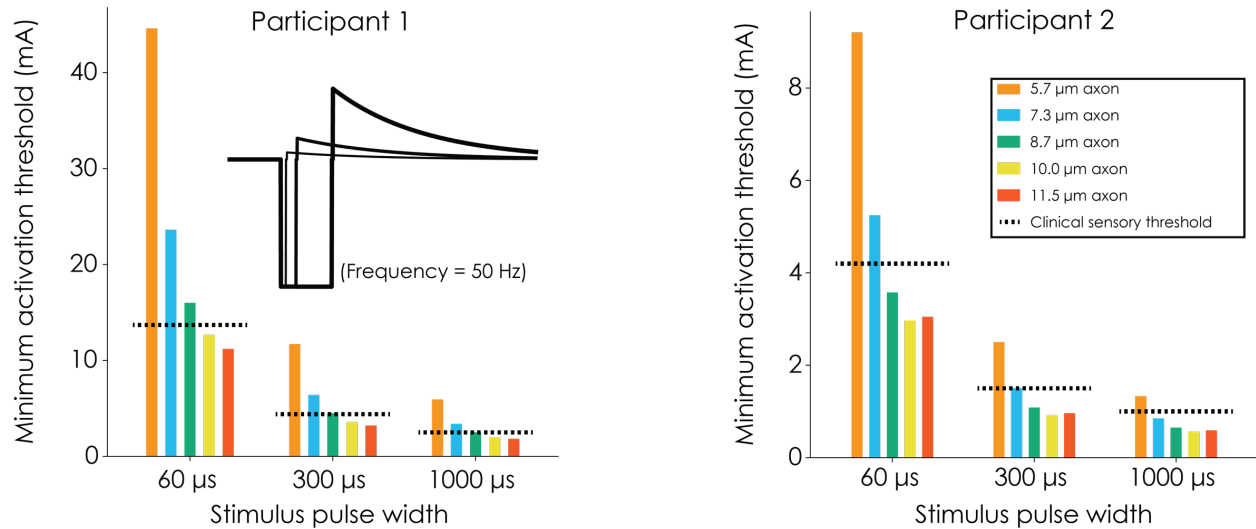 Participant 1
Minimum activation threshold (mA)
40
30
20
10
0
(Frequency = 50 Hz)
60 μs
300 μs
1000 μs
Stimulus pulse width
Participant 2
Minimum activation threshold (mA)
8
6
4
2
0
5.7 μm axon
7.3 μm axon
8.7 μm axon
10.0 μm axon
11.5 μm axon
Clinical sensory threshold
60 μs
300 μs
1000 μs
Stimulus pulse width